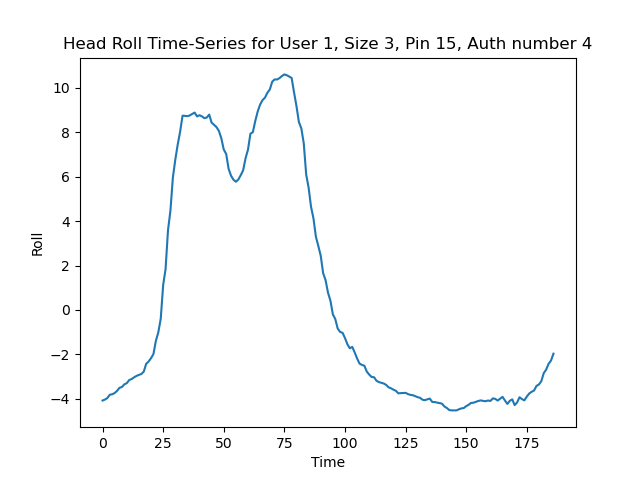 Head Roll Time-Series for User 1, Size 3, Pin 15, Auth number 4
10
8
6
4
2
0
−2
−4
Roll
0 25 50 75 100 125 150 175
Time